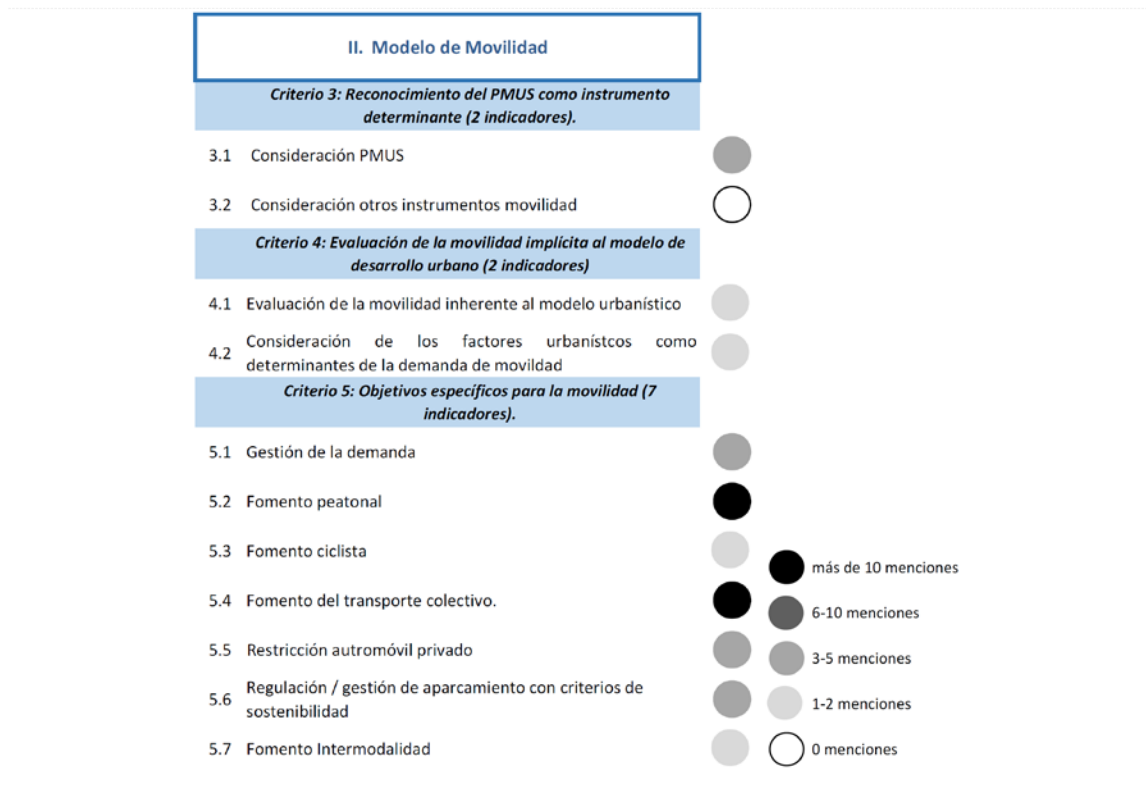 II. Modelo de Movilidad
Criterio 3: Reconocimiento del PMUS como instrumento
determinante (2 indicadores).
3.1 Consideración PMUS
3.2 Consideración otros instrumentos movilidad
Criterio 4: Evaluación de la movilidad implícita al modelo de
desarrollo urbano (2 indicadores)
4.1 Evaluación de la movilidad inherente al modelo urbanístico
4.2 Consideración de los factores urbanístcos como
determinantes de la demanda de movildad
Criterio 5: Objetivos específicos para la movilidad (7
indicadores).
5.1 Gestión de la demanda
5.2 Fomento peatonal
5.3 Fomento ciclista
5.4 Fomento del transporte colectivo.
5.5 Restricción autromóvil privado
5.6 Regulación / gestión de aparcamiento con criterios de
sostenibilidad
5.7 Fomento Intermodalidad
más de 10 menciones
6-10 menciones
3-5 menciones
1-2 menciones
0 menciones